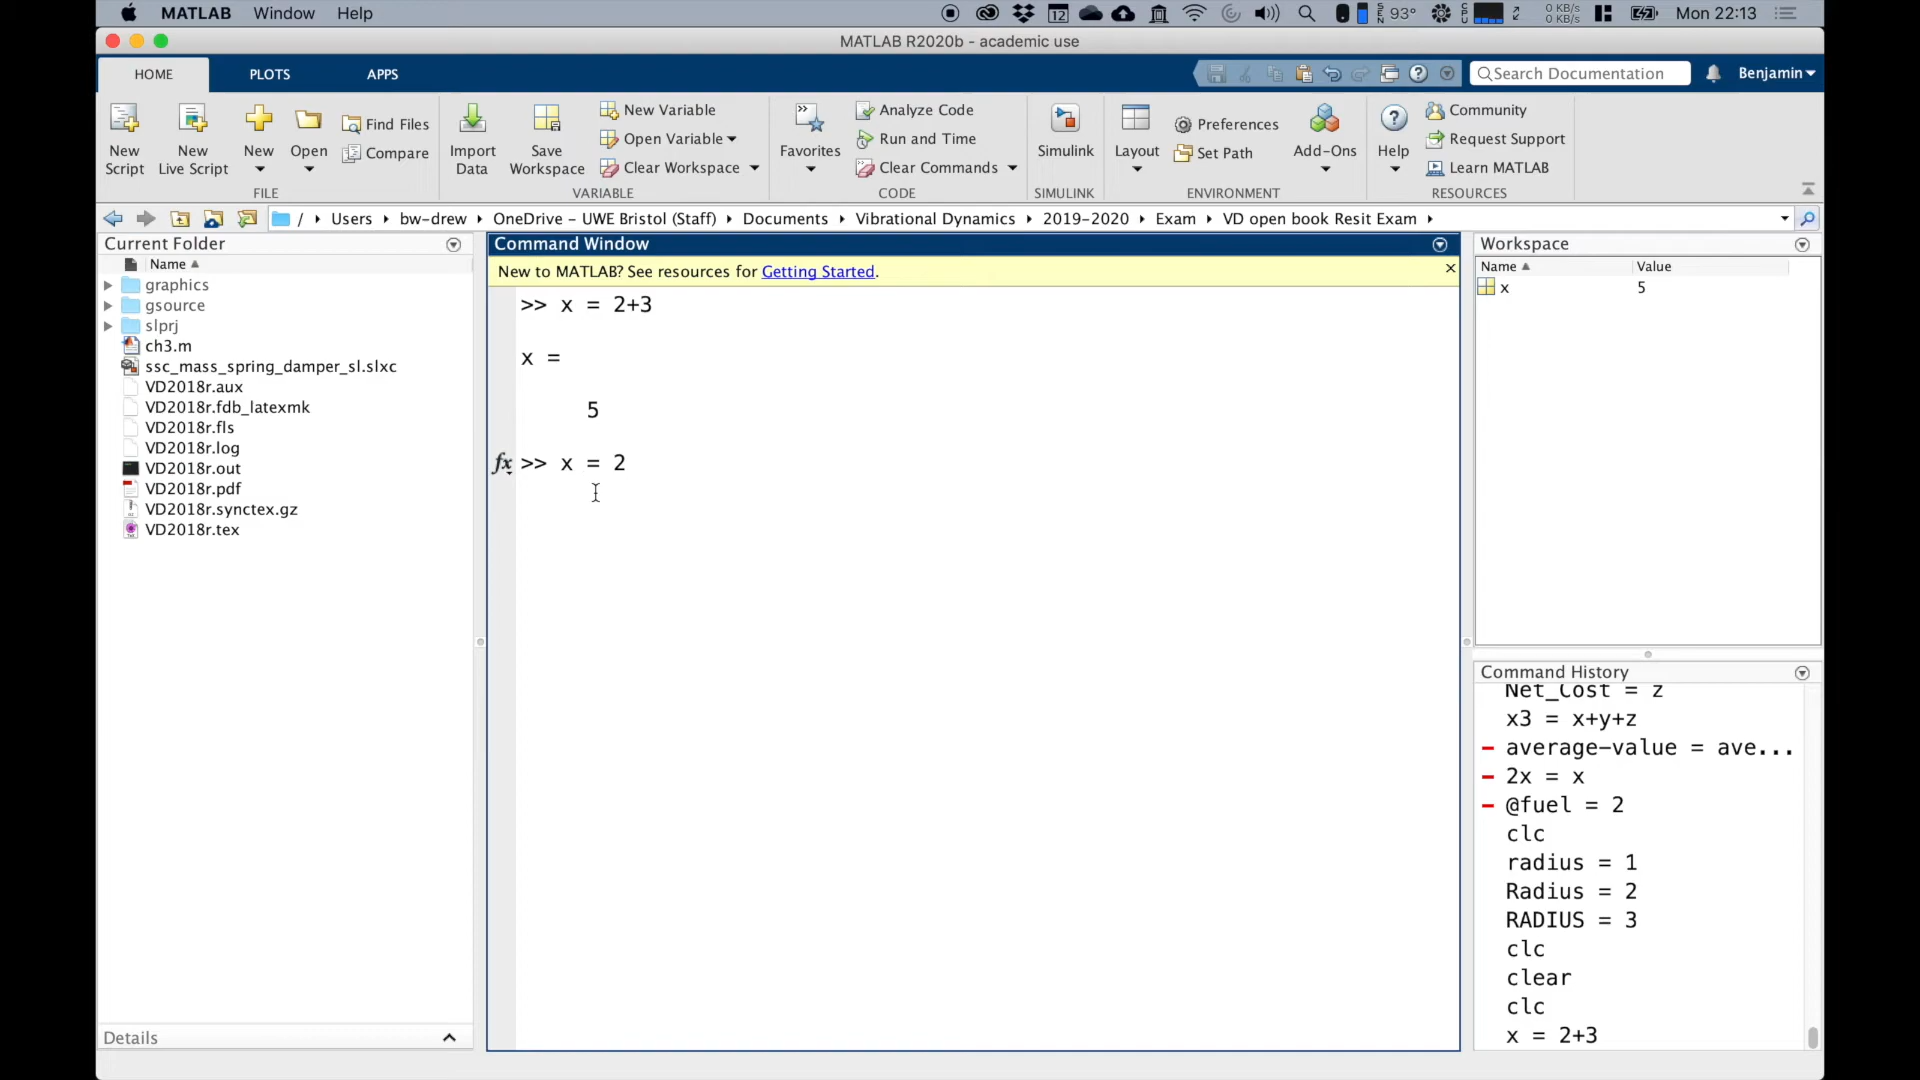 MATLAB Window Help
93°
0 KB/s
0 KB/s
Mon 22:13
MATLAB R2020b - academic use
HOME PLOTS APPS
Search Documentation
Benjamin
New Script
New Live Script
New
Open
Find Files
Compare
FILE
Import Data
Save Workspace
New Variable
Open Variable
Clear Workspace
VARIABLE
Favorites
Analyze Code
Run and Time
Clear Commands
CODE
Simulink
SIMULINK
Layout
Preferences
Set Path
Add-Ons
ENVIRONMENT
Help
Community
Request Support
Learn MATLAB
RESOURCES
/ Users bw-drew OneDrive – UWE Bristol (Staff) Documents Vibrational Dynamics 2019-2020 Exam VD open book Resit Exam
Current Folder
Name
graphics
gsource
slprj
ch3.m
ssc_mass_spring_damper_sl.slxc
VD2018r.aux
VD2018r.fdb_latexmk
VD2018r.fls
VD2018r.log
VD2018r.out
VD2018r.pdf
VD2018r.synctex.gz
VD2018r.tex
Details
Command Window
New to MATLAB? See resources for Getting Started.
>> x = 2+3
x =
5
fx >> x = 2
Workspace
Name Value
x 5
Command History
Net_Cost = z
x3 = x+y+z
average-value = ave...
2x = x
@fuel = 2
clc
radius = 1
Radius = 2
RADIUS = 3
clc
clear
clc
x = 2+3